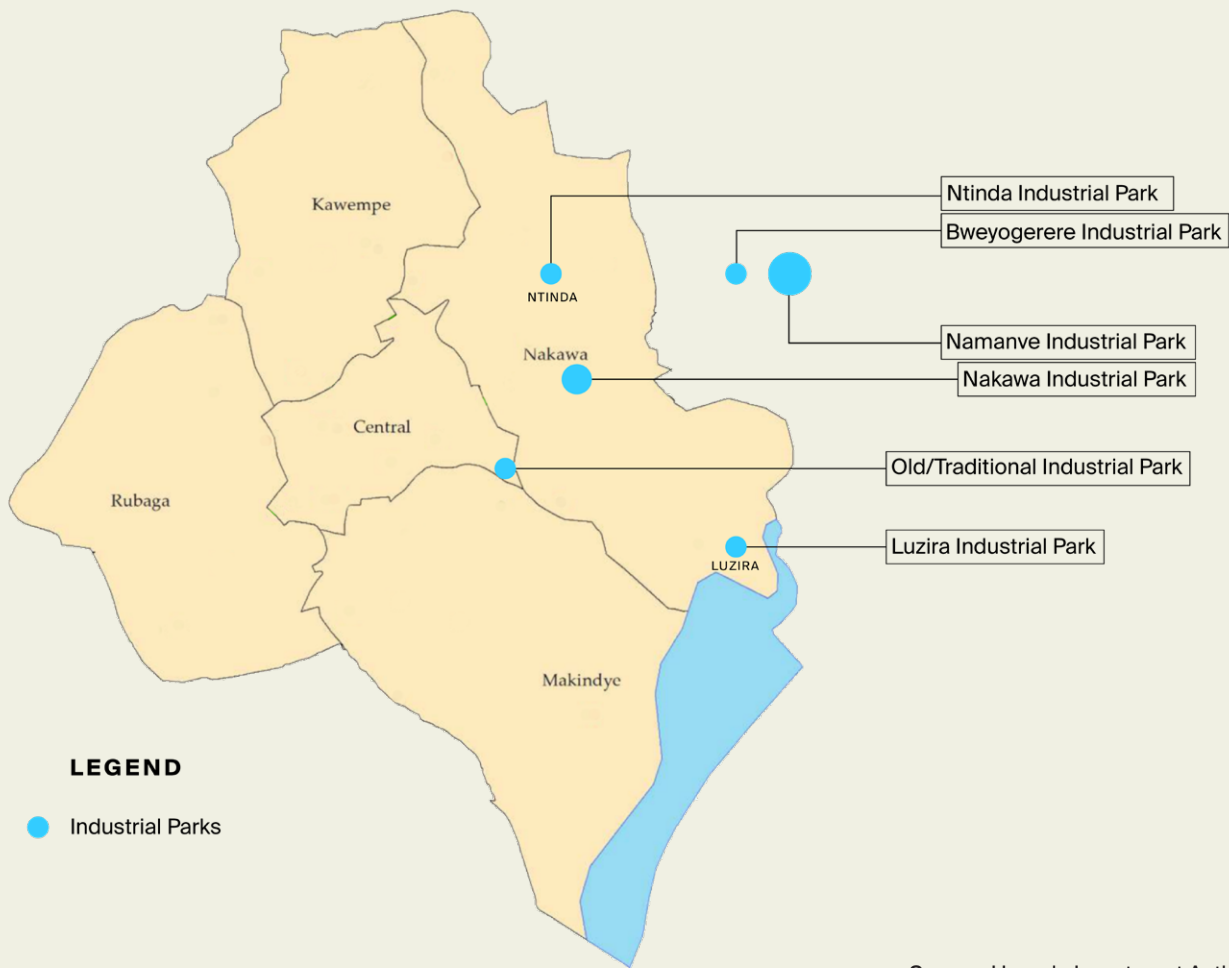 Kawempe
Ntinda Industrial Park
Bweyogerere Industrial Park
NTINDA
Namanve Industrial Park
Nakawa
Nakawa Industrial Park
Central
Old/Traditional Industrial Park
Rubaga
Luzira Industrial Park
LUZIRA
Makindye
LEGEND
Industrial Parks